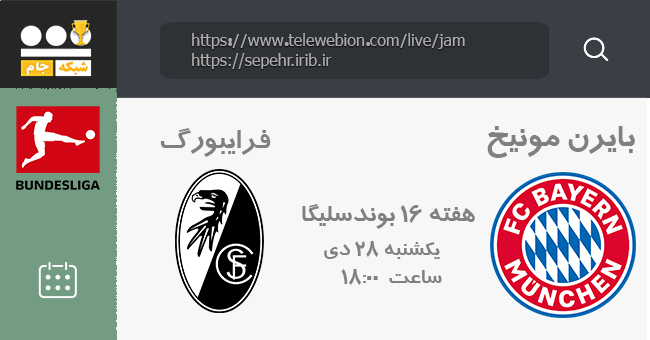 https://www.telewebion.com/live/jam
https://sepehr.irib.ir
شبکه جام
BUNDESLIGA
بایرن مونیخ
فرایبورگ
هفته ۱۶ بوندسلیگا
یکشنبه ۲۸ دی
ساعت ۱۸:۰۰
FC BAYERN
MÜNCHEN
SFC